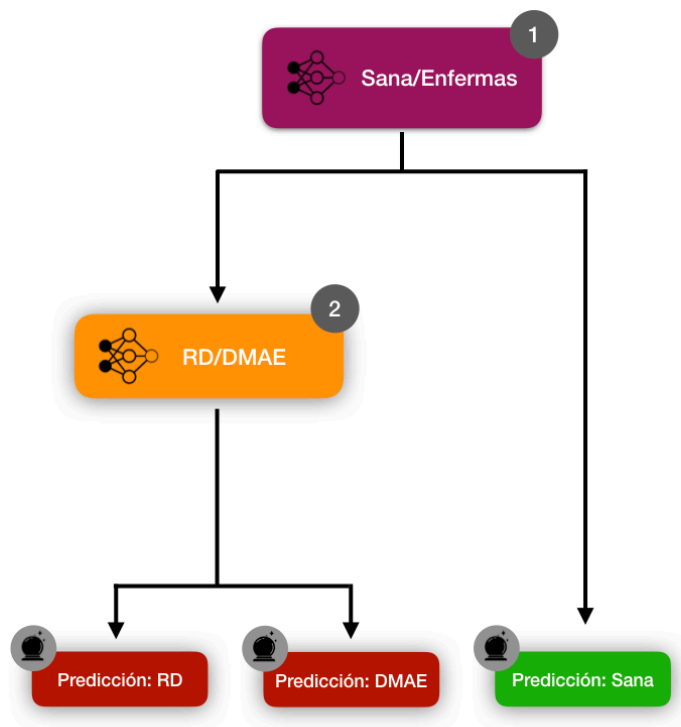 1
Sana/Enfermas
2
RD/DMAE
Predicción: RD
Predicción: DMAE
Predicción: Sana